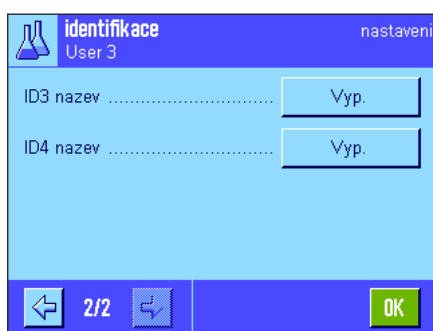 identifikace nastaveni
User 3
ID3 nazev ............................ Vyp.
ID4 nazev ............................ Vyp.
2/2 OK